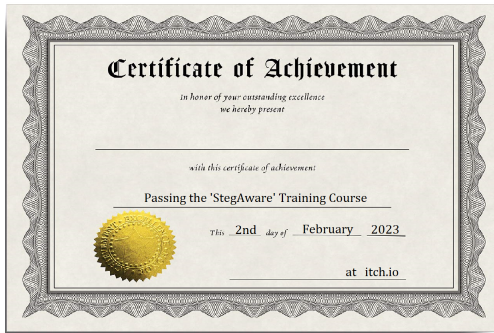 Certificate of Achievement
In honor of your outstanding excellence
we hereby present
with this certificate of achievement
Passing the 'StegAware' Training Course
This 2nd day of February 2023
at itch.io